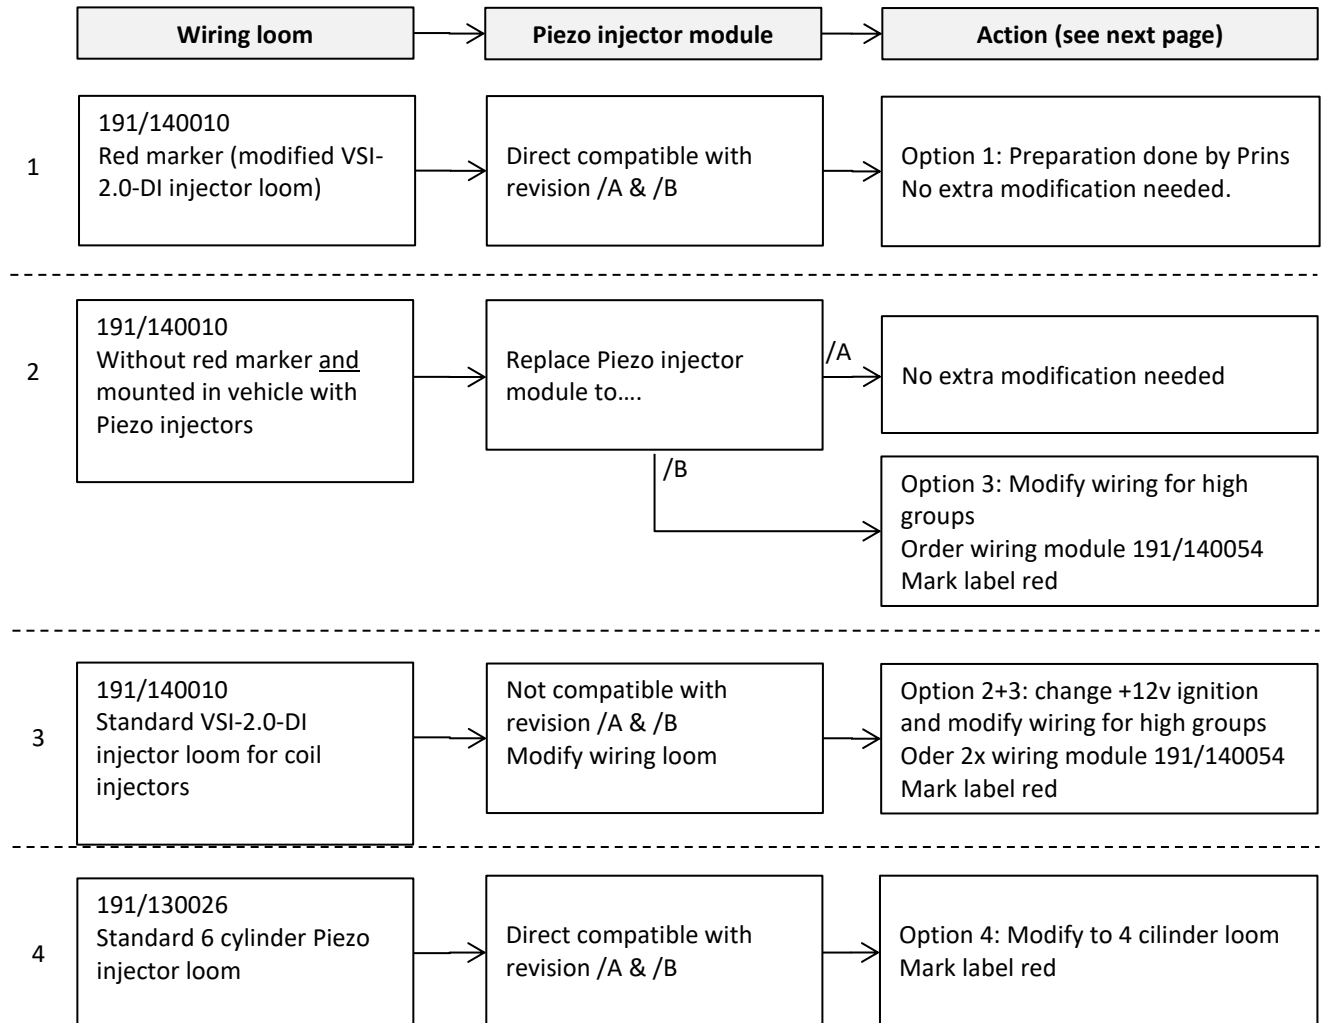 Wiring loom
Piezo injector module
Action (see next page)
1
191/140010
Red marker (modified VSI-
2.0-DI injector loom)
Direct compatible with
revision /A & /B
Option 1: Preparation done by Prins
No extra modification needed.
2
191/140010
Without red marker and
mounted in vehicle with
Piezo injectors
Replace Piezo injector
module to….
/A
No extra modification needed
/B
Option 3: Modify wiring for high
groups
Order wiring module 191/140054
Mark label red
3
191/140010
Standard VSI-2.0-DI
injector loom for coil
injectors
Not compatible with
revision /A & /B
Modify wiring loom
Option 2+3: change +12v ignition
and modify wiring for high groups
Oder 2x wiring module 191/140054
Mark label red
4
191/130026
Standard 6 cylinder Piezo
injector loom
Direct compatible with
revision /A & /B
Option 4: Modify to 4 cilinder loom
Mark label red